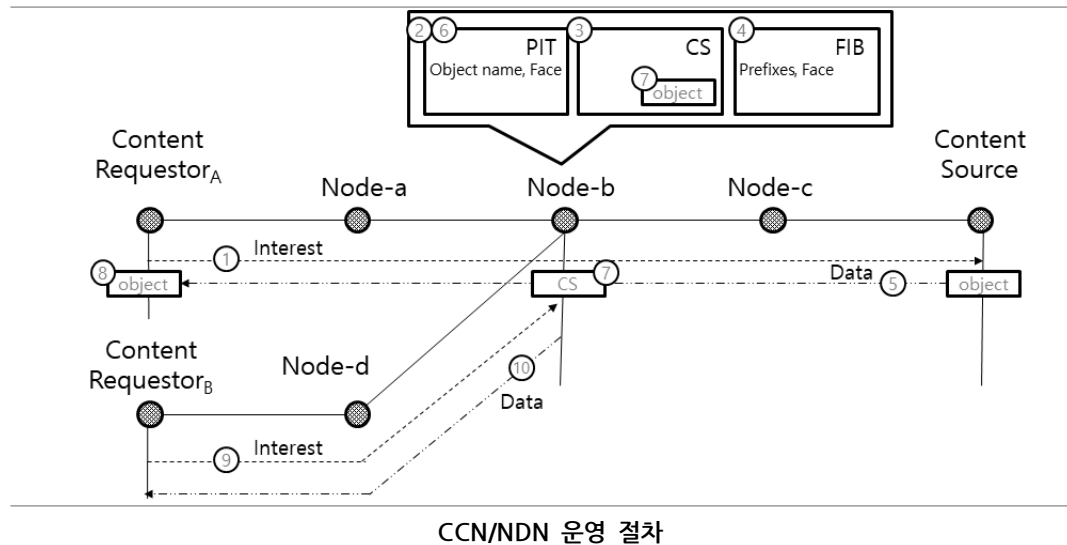 ② ⑥ PIT ③ CS ④ FIB
Object name, Face Prefixes, Face
⑦ object
Content
Requestor_A
Node-a Node-b Node-c
Content
Source
① Interest
⑧ object
CS ⑦
Data ⑤
object
Content
Requestor_B
Node-d
⑩
Data
Interest
⑨
CCN/NDN 운영 절차